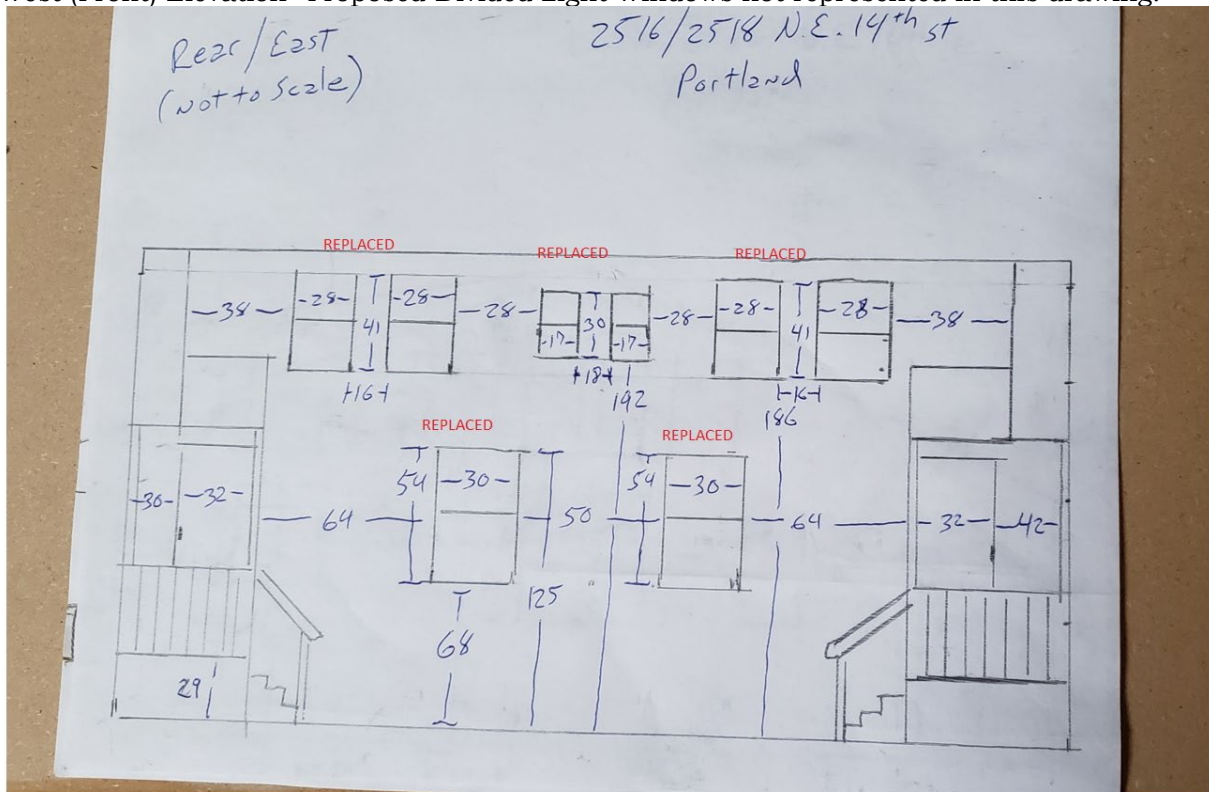 West (Front) Elevation- Proposed Divided Light Windows not represented in this drawing.
Rear/East
(not to Scale)
2516/2518 N.E. 14th st
Portland
REPLACED REPLACED REPLACED
-38- -28- 41 -28- -28- -17- 30 -17- -28- -28- 41 -28- -38-
16 18 192 16
186
REPLACED REPLACED
-30- -32- 64 54 -30- 50 54 -30- 64 -32- -42-
68 125
29